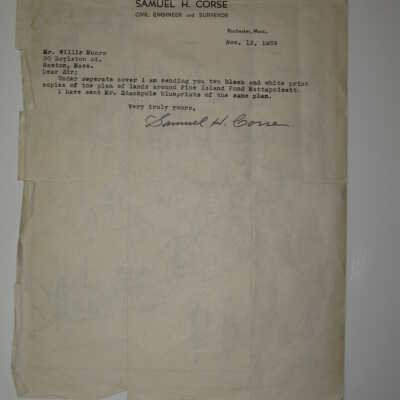 SAMUEL H. CORSE
CIVIL ENGINEER AND SURVEYOR
Rochester, Mass.
Nov. 12, 1953
Mr. Willis Munro
30 Boylston St.
Boston, Mass.
Dear Sir:
Under seperate cover I am sending you two black and white print
copies of the plan of lands around Pine Island Pond Mattapoisett.
I have sent Mr. Stackpole blueprints of the same plan.
Very truly yours,
Samuel H. Corse